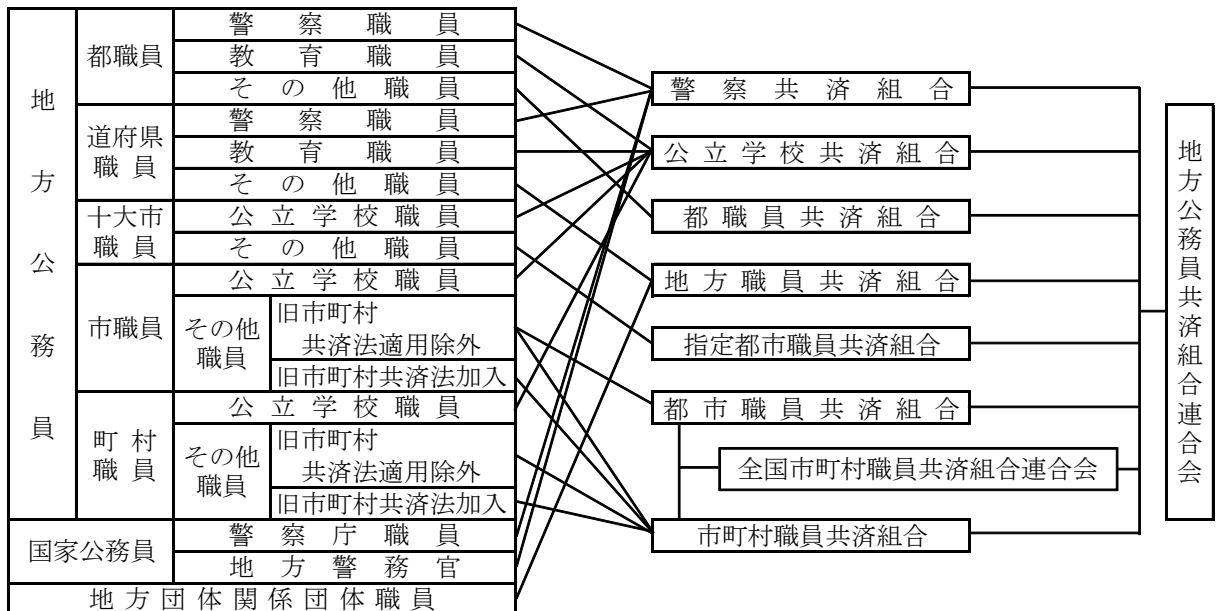 地方公務員
都職員
警察職員
教育職員
その他職員
道府県
職員
警察職員
教育職員
その他職員
十大市
職員
公立学校職員
その他職員
市職員
公立学校職員
その他
職員
旧市町村
共済法適用除外
旧市町村共済法加入
町村
職員
公立学校職員
その他
職員
旧市町村
共済法適用除外
旧市町村共済法加入
国家公務員
警察庁職員
地方警務官
地方団体関係団体職員
警察共済組合
公立学校共済組合
都職員共済組合
地方職員共済組合
指定都市職員共済組合
都市職員共済組合
全国市町村職員共済組合連合会
市町村職員共済組合
地方公務員共済組合連合会